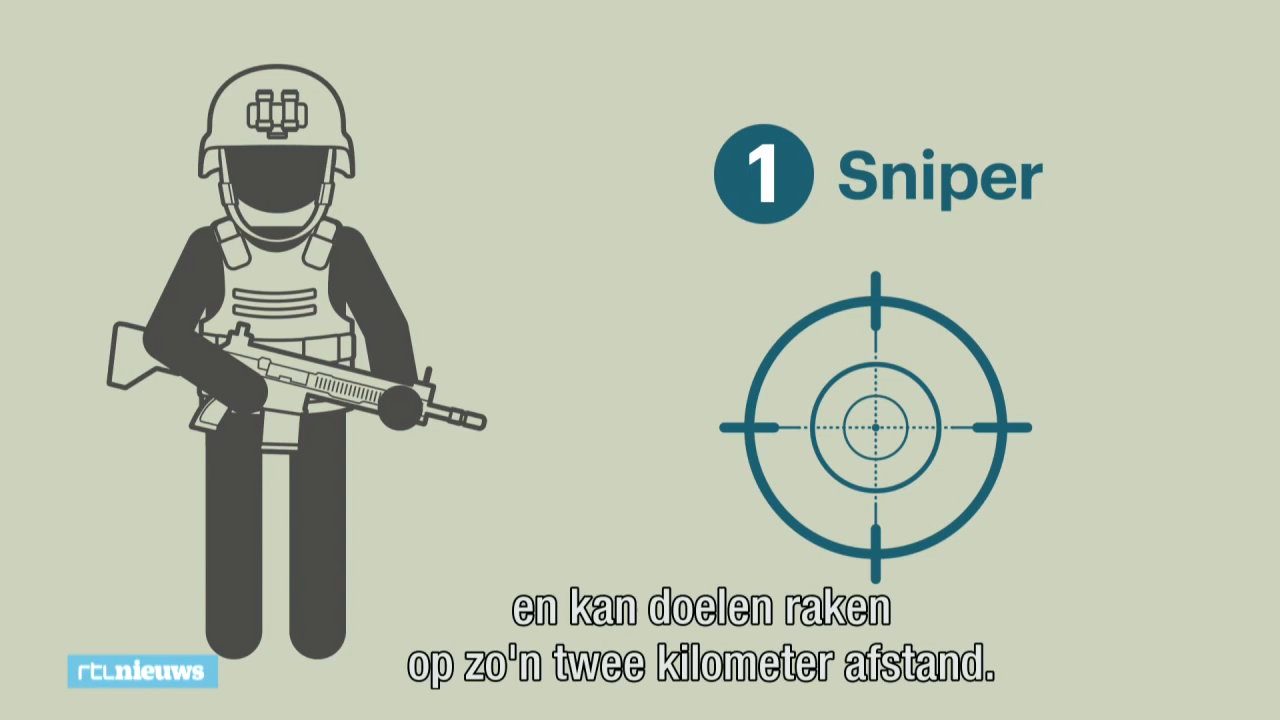 1 Sniper
en kan doelen raken
op zo'n twee kilometer afstand.
rtlnieuws